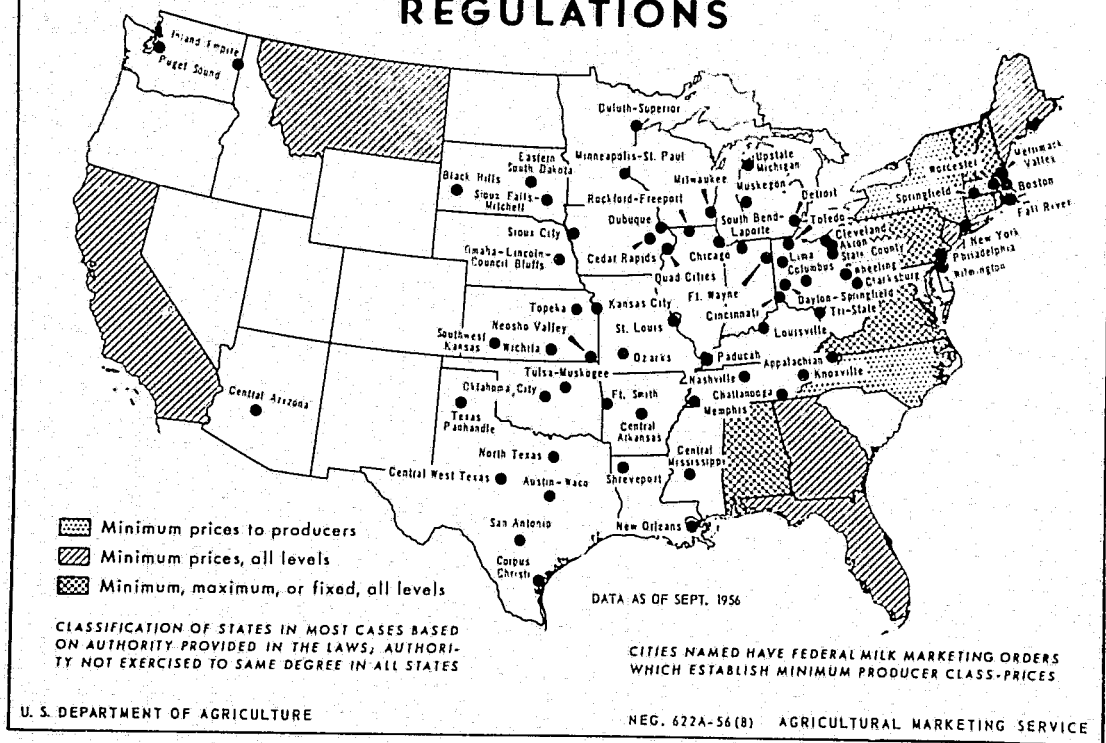 REGULATIONS
Inland Empire
Puget Sound
Duluth-Superior
Minneapolis-St. Paul
Eastern
South Dakota
Black Hills
Sioux Falls-
Mitchell
Upstate
Michigan
Milwaukee
Muskegon
Rockford-Freeport
Detroit
Dubuque
South Bend-
Laporte
Toledo
Worcester
Merrimack
Valley
Springfield
Boston
Fall River
Sioux City
Cleveland
Akron
Stark County
New York
Philadelphia
Wilmington
Omaha-Lincoln-
Council Bluffs
Cedar Rapids
Chicago
Lima
Columbus
Wheeling
Clarksburg
Quad Cities
Ft. Wayne
Dayton-Springfield
Topeka
Kansas City
Cincinnati
Tri-State
Neosho Valley
St. Louis
Louisville
Southwest
Kansas
Wichita
Ozarks
Paducah
Appalachian
Tulsa-Muskogee
Nashville
Knoxville
Oklahoma City
Ft. Smith
Chattanooga
Central Arizona
Texas
Panhandle
Memphis
Central
Arkansas
North Texas
Central
Mississippi
Central West Texas
Austin-Waco
Shreveport
San Antonio
New Orleans
Corpus
Christi
Minimum prices to producers
Minimum prices, all levels
Minimum, maximum, or fixed, all levels
DATA AS OF SEPT. 1956
CLASSIFICATION OF STATES IN MOST CASES BASED
ON AUTHORITY PROVIDED IN THE LAWS; AUTHORI-
TY NOT EXERCISED TO SAME DEGREE IN ALL STATES
CITIES NAMED HAVE FEDERAL MILK MARKETING ORDERS
WHICH ESTABLISH MINIMUM PRODUCER CLASS-PRICES
U. S. DEPARTMENT OF AGRICULTURE
NEG. 622A-56(8) AGRICULTURAL MARKETING SERVICE